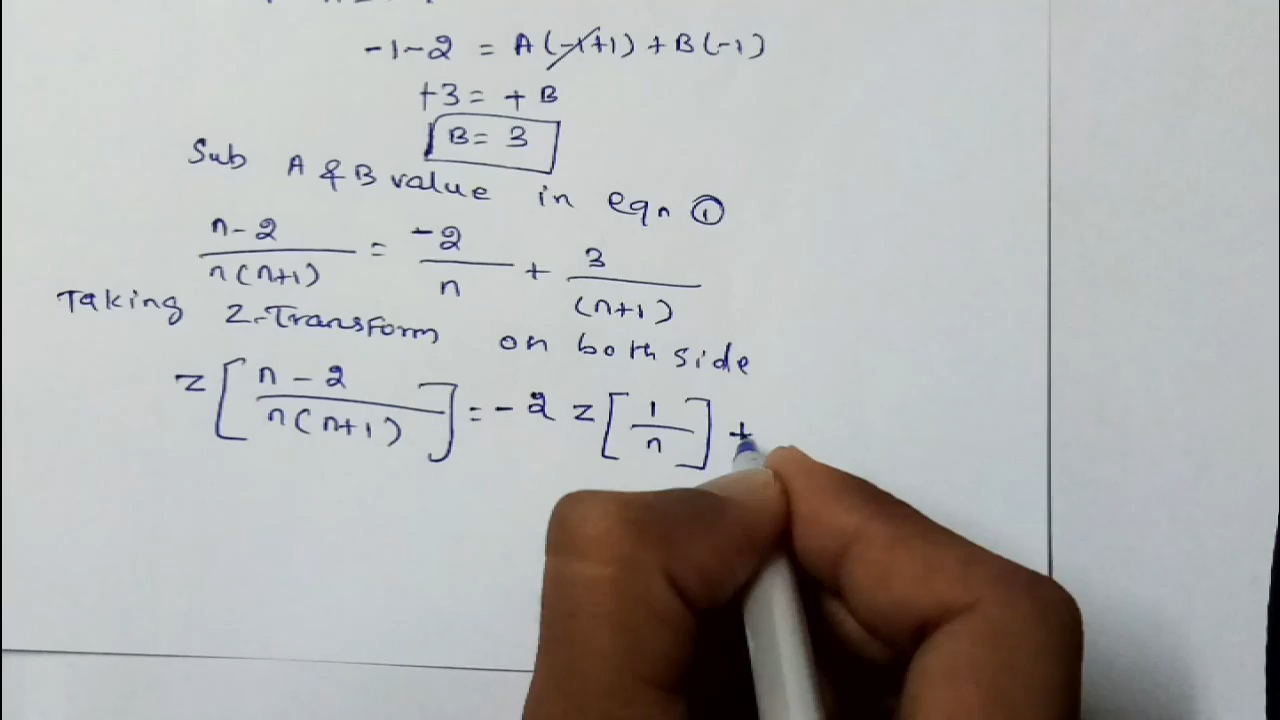 -1-2 = A(-1+1) + B(-1)
+3 = + B
B = 3
Sub A & B value in eqn ①
n-2 / n(n+1) = -2 / n + 3 / (n+1)
Taking Z-Transform on both side
Z[n-2 / n(n+1)] = -2 Z[1/n] +